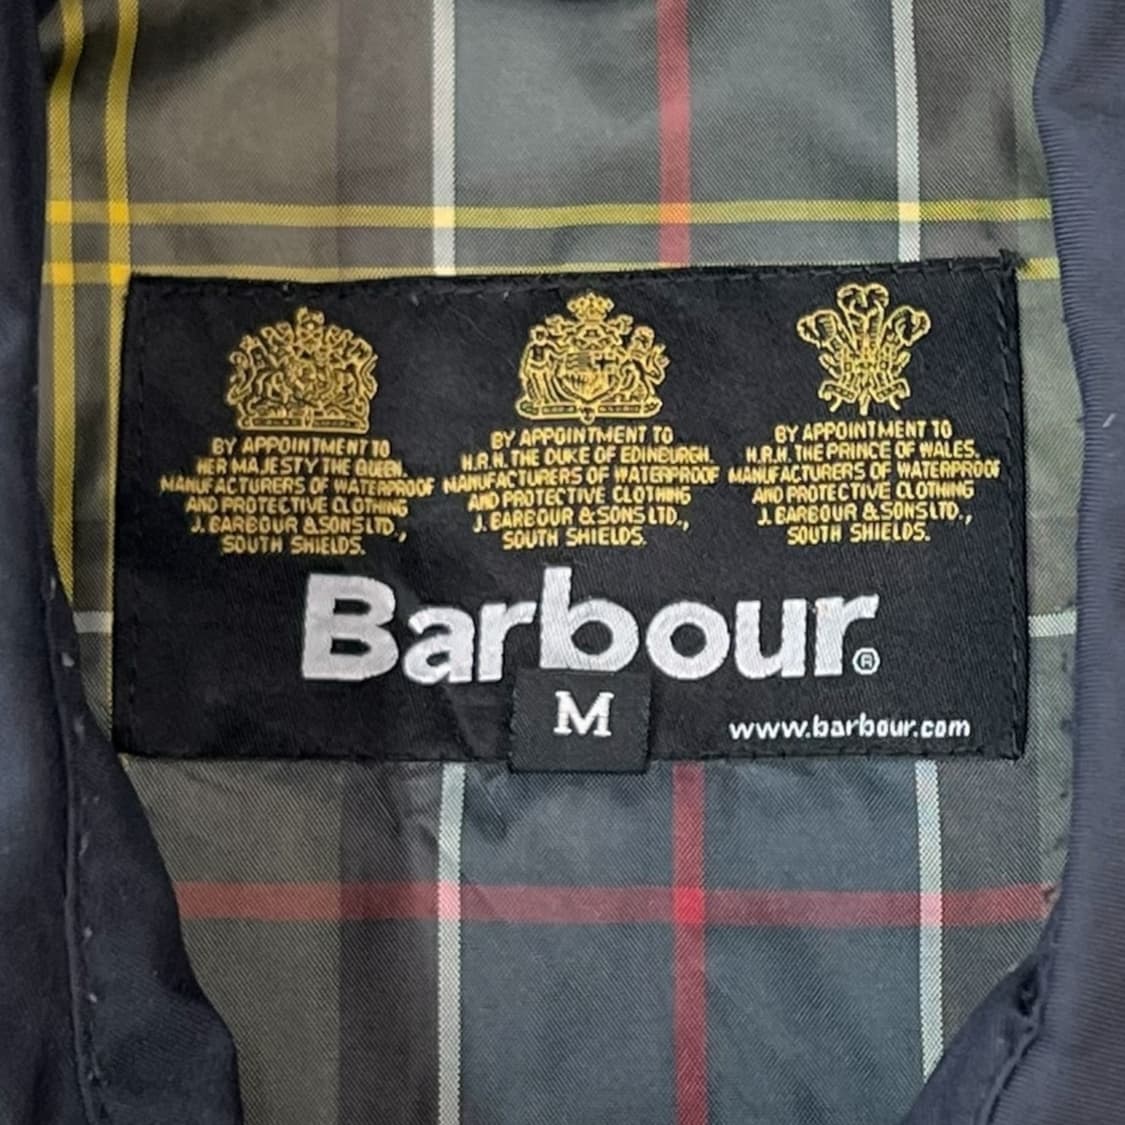 BY APPOINTMENT TO
HER MAJESTY THE QUEEN.
MANUFACTURERS OF WATERPROOF
AND PROTECTIVE CLOTHING
J. BARBOUR & SONS LTD.,
SOUTH SHIELDS.
BY APPOINTMENT TO
H.R.H. THE DUKE OF EDINBURGH.
MANUFACTURERS OF WATERPROOF
AND PROTECTIVE CLOTHING
J. BARBOUR & SONS LTD.,
SOUTH SHIELDS.
BY APPOINTMENT TO
H.R.H. THE PRINCE OF WALES.
MANUFACTURERS OF WATERPROOF
AND PROTECTIVE CLOTHING
J. BARBOUR & SONS LTD.,
SOUTH SHIELDS.
Barbour®
M
www.barbour.com